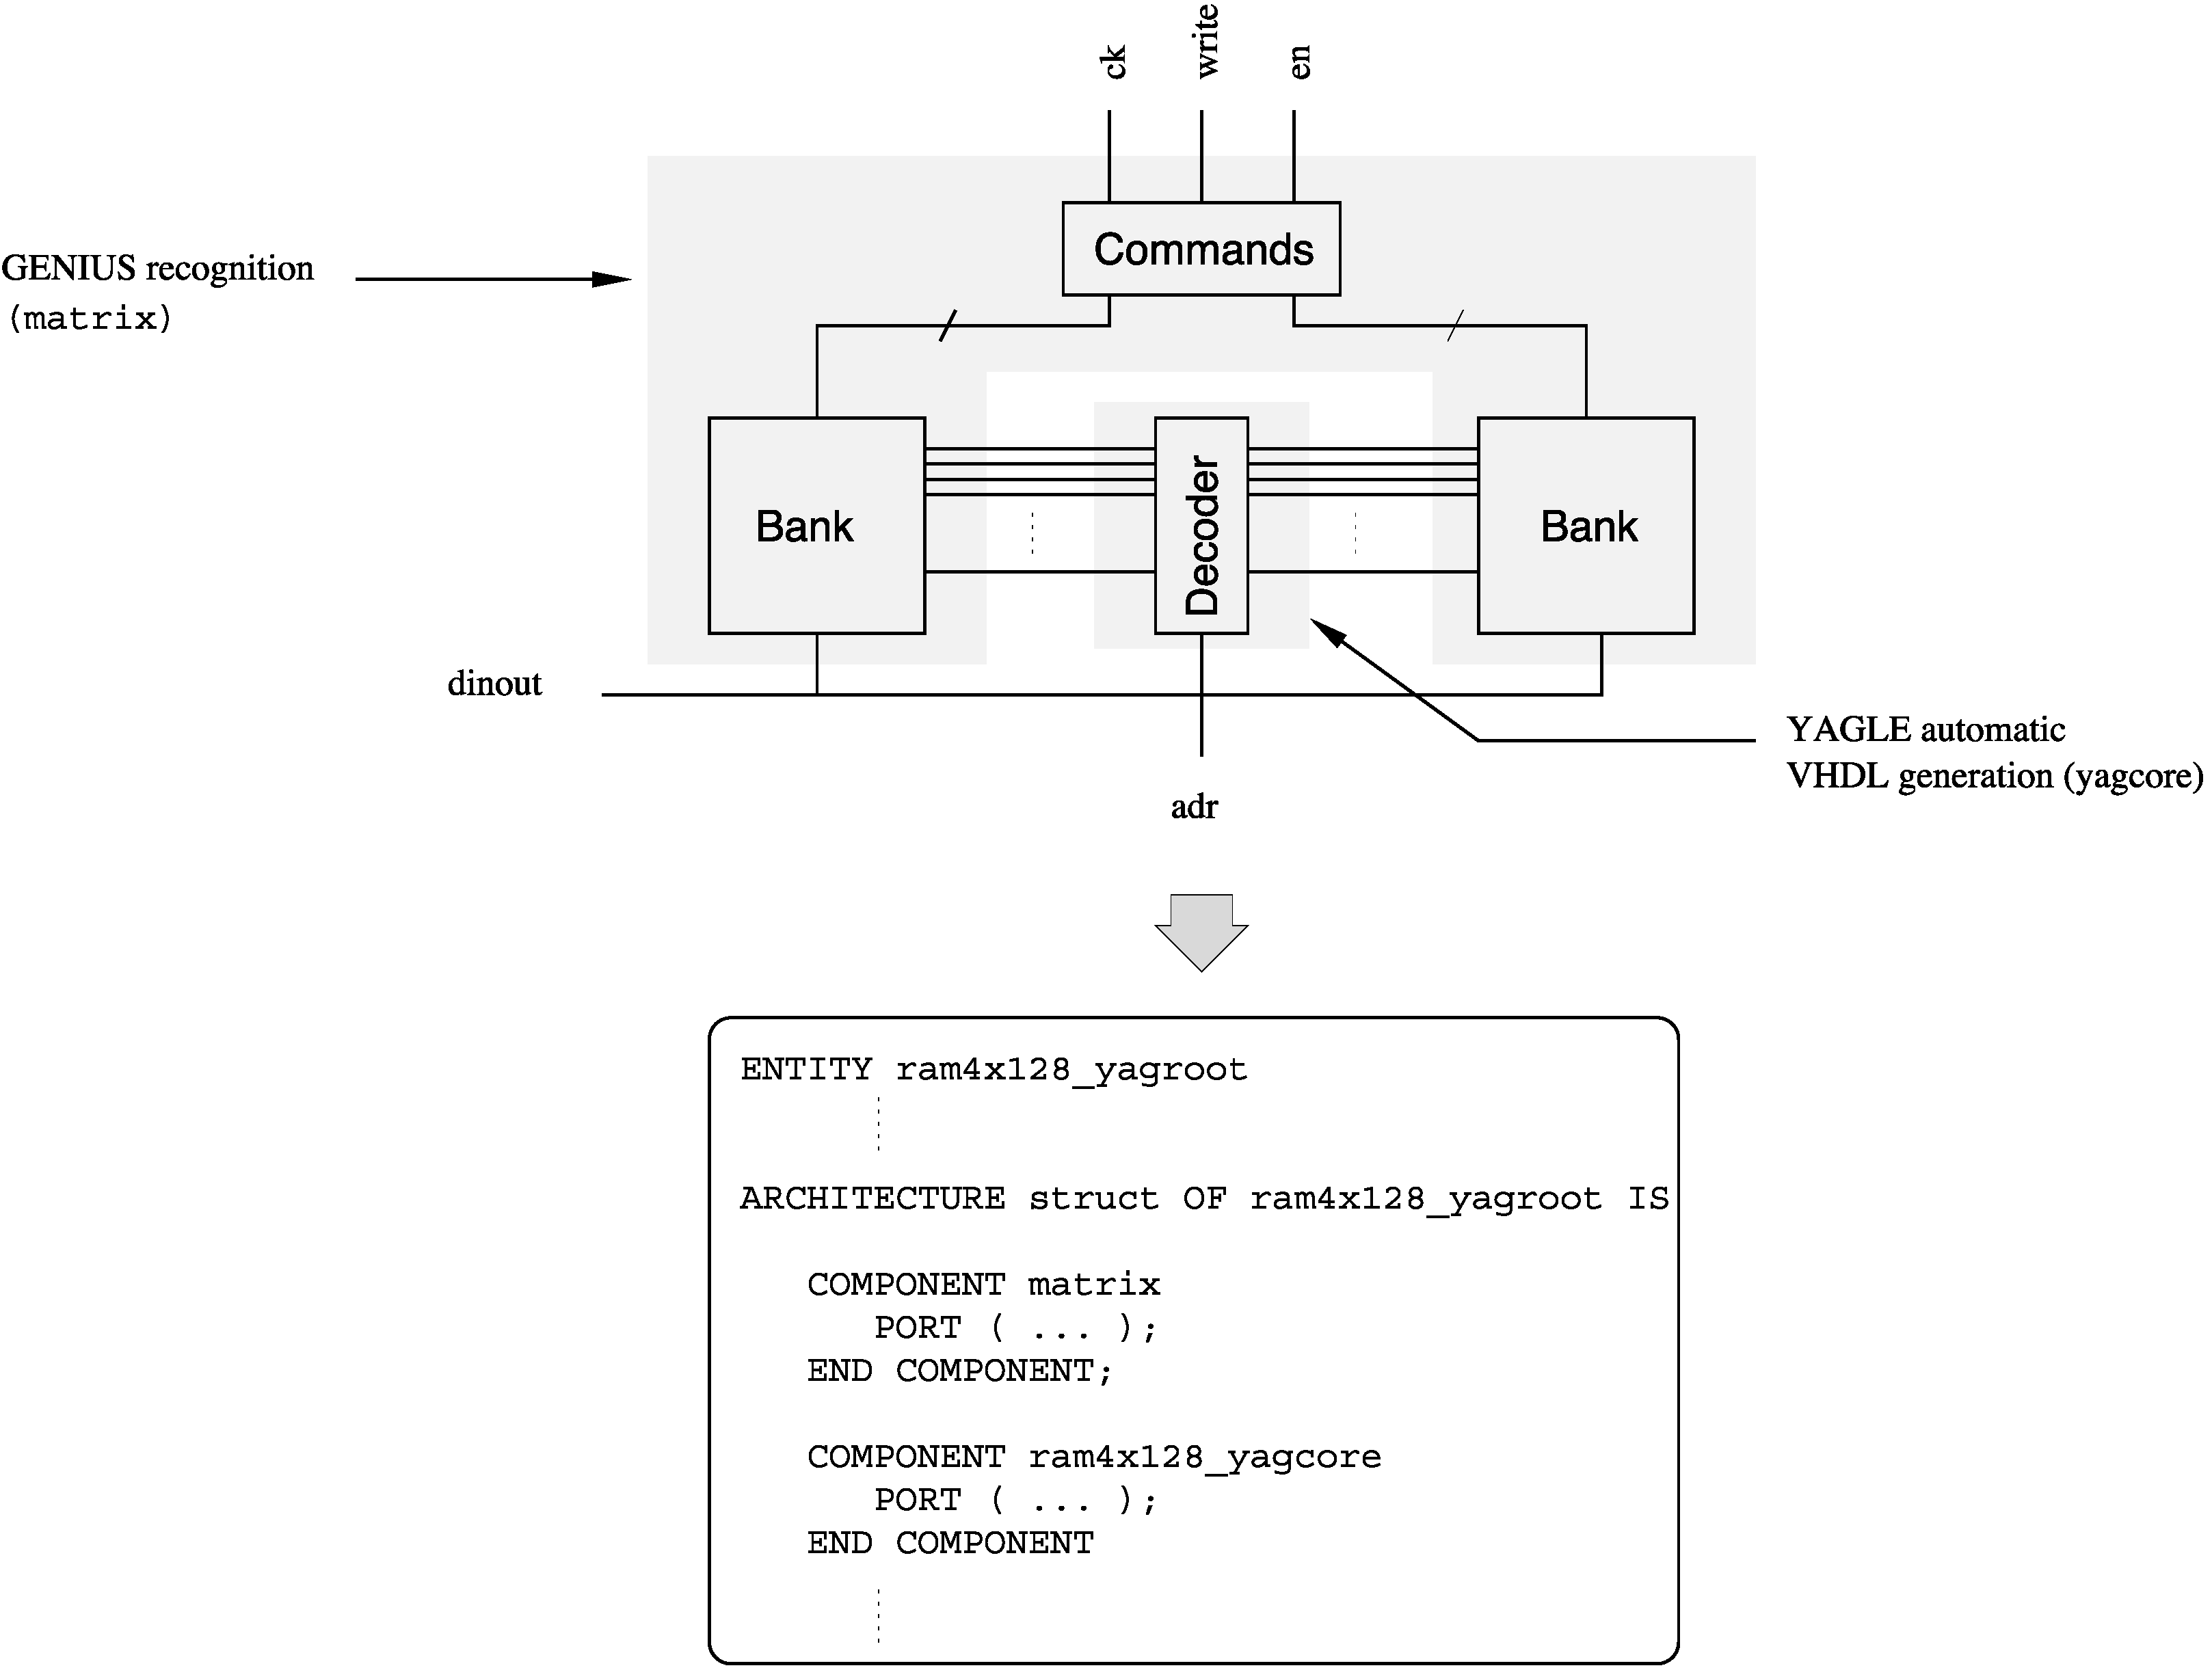 ck
write
en
Commands
GENIUS recognition
(matrix)
Bank
Decoder
Bank
dinout
YAGLE automatic
VHDL generation (yagcore)
adr
ENTITY ram4x128_yagroot
ARCHITECTURE struct OF ram4x128_yagroot IS
COMPONENT matrix
PORT ( ... );
END COMPONENT;
COMPONENT ram4x128_yagcore
PORT ( ... );
END COMPONENT